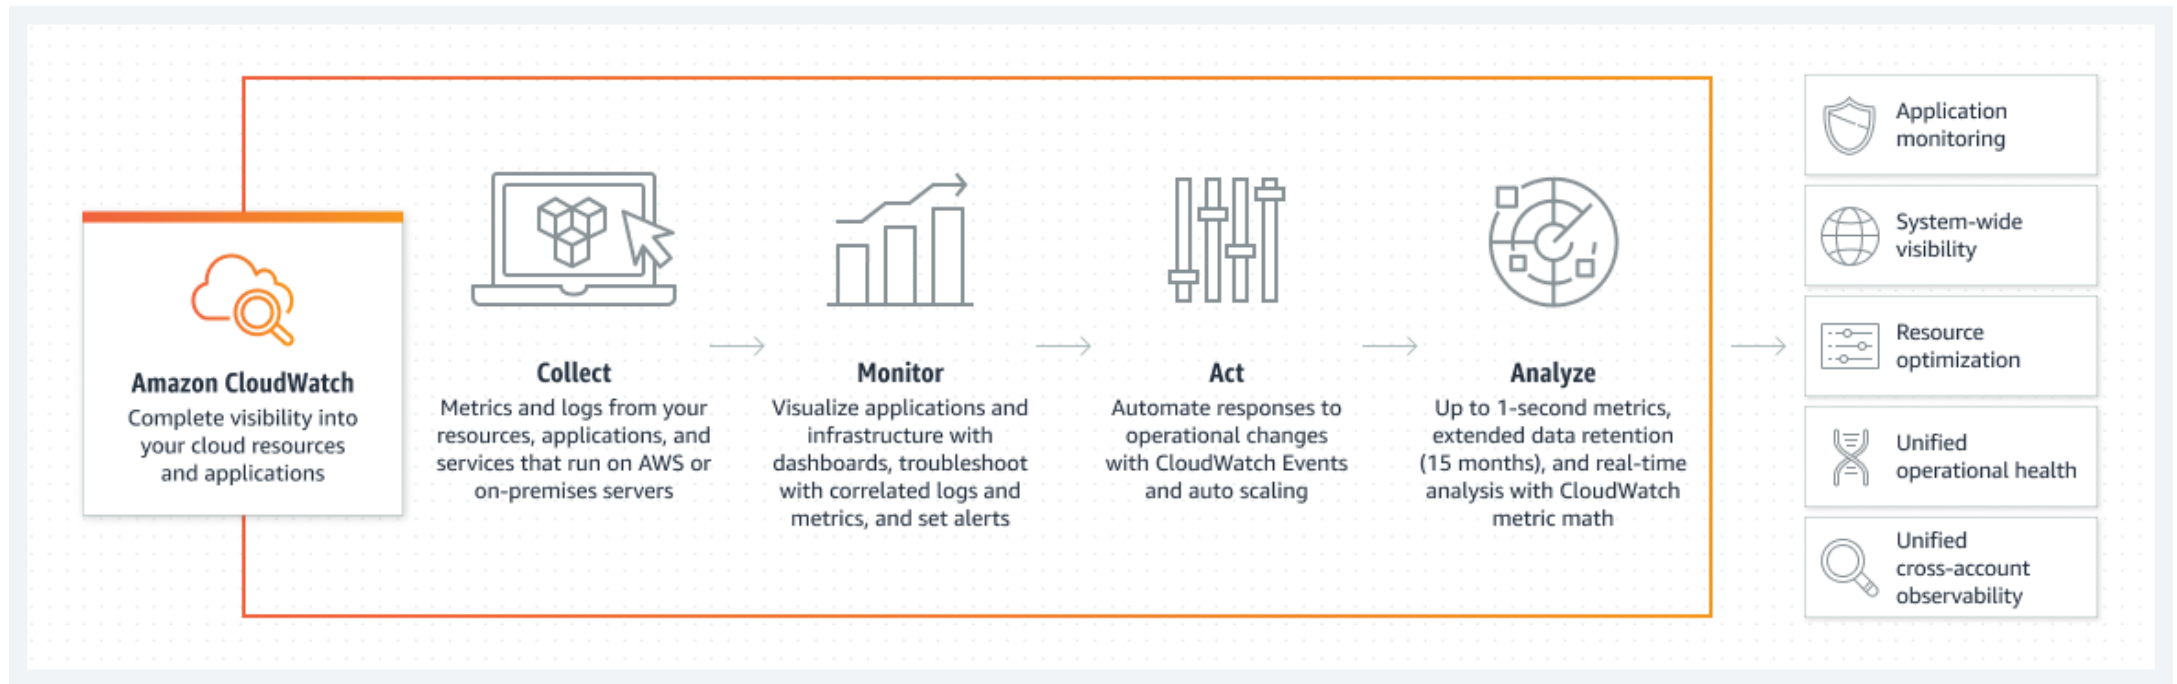 Amazon CloudWatch
Complete visibility into
your cloud resources
and applications
Collect
Metrics and logs from your
resources, applications, and
services that run on AWS or
on-premises servers
Monitor
Visualize applications and
infrastructure with
dashboards, troubleshoot
with correlated logs and
metrics, and set alerts
Act
Automate responses to
operational changes
with CloudWatch Events
and auto scaling
Analyze
Up to 1-second metrics,
extended data retention
(15 months), and real-time
analysis with CloudWatch
metric math
Application
monitoring
System-wide
visibility
Resource
optimization
Unified
operational health
Unified
cross-account
observability